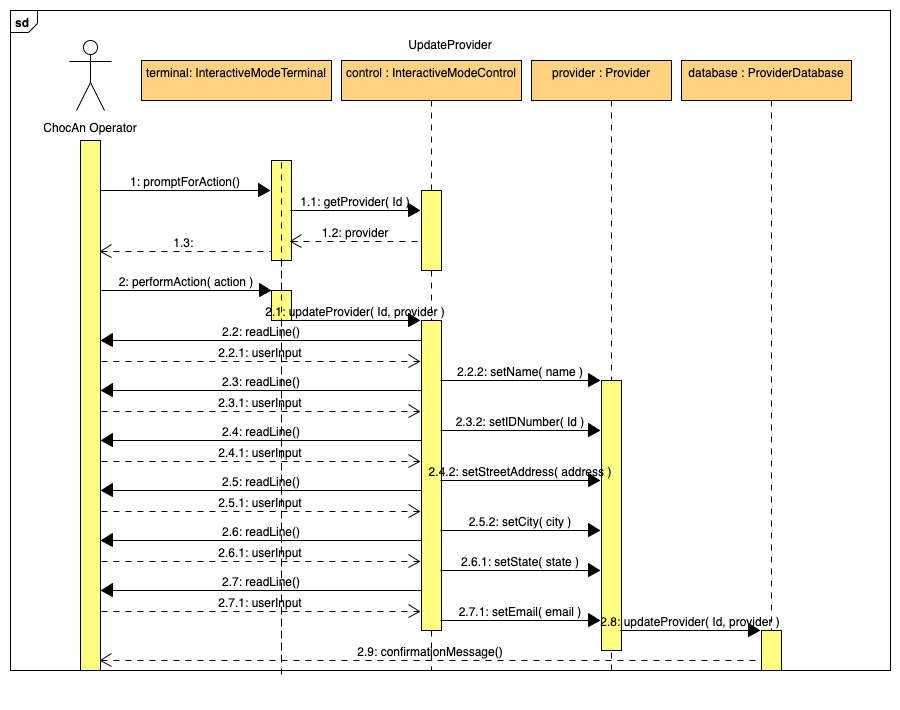 sd
UpdateProvider
terminal: InteractiveModeTerminal
control : InteractiveModeControl
provider : Provider
database : ProviderDatabase
ChocAn Operator
1: promptForAction()
1.1: getProvider( Id )
1.2: provider
1.3:
2: performAction( action )
2.1: updateProvider( Id, provider )
2.2: readLine()
2.2.1: userInput
2.2.2: setName( name )
2.3: readLine()
2.3.1: userInput
2.3.2: setIDNumber( Id )
2.4: readLine()
2.4.1: userInput
2.4.2: setStreetAddress( address )
2.5: readLine()
2.5.1: userInput
2.5.2: setCity( city )
2.6: readLine()
2.6.1: userInput
2.6.1: setState( state )
2.7: readLine()
2.7.1: userInput
2.7.1: setEmail( email )
2.8: updateProvider( Id, provider )
2.9: confirmationMessage()